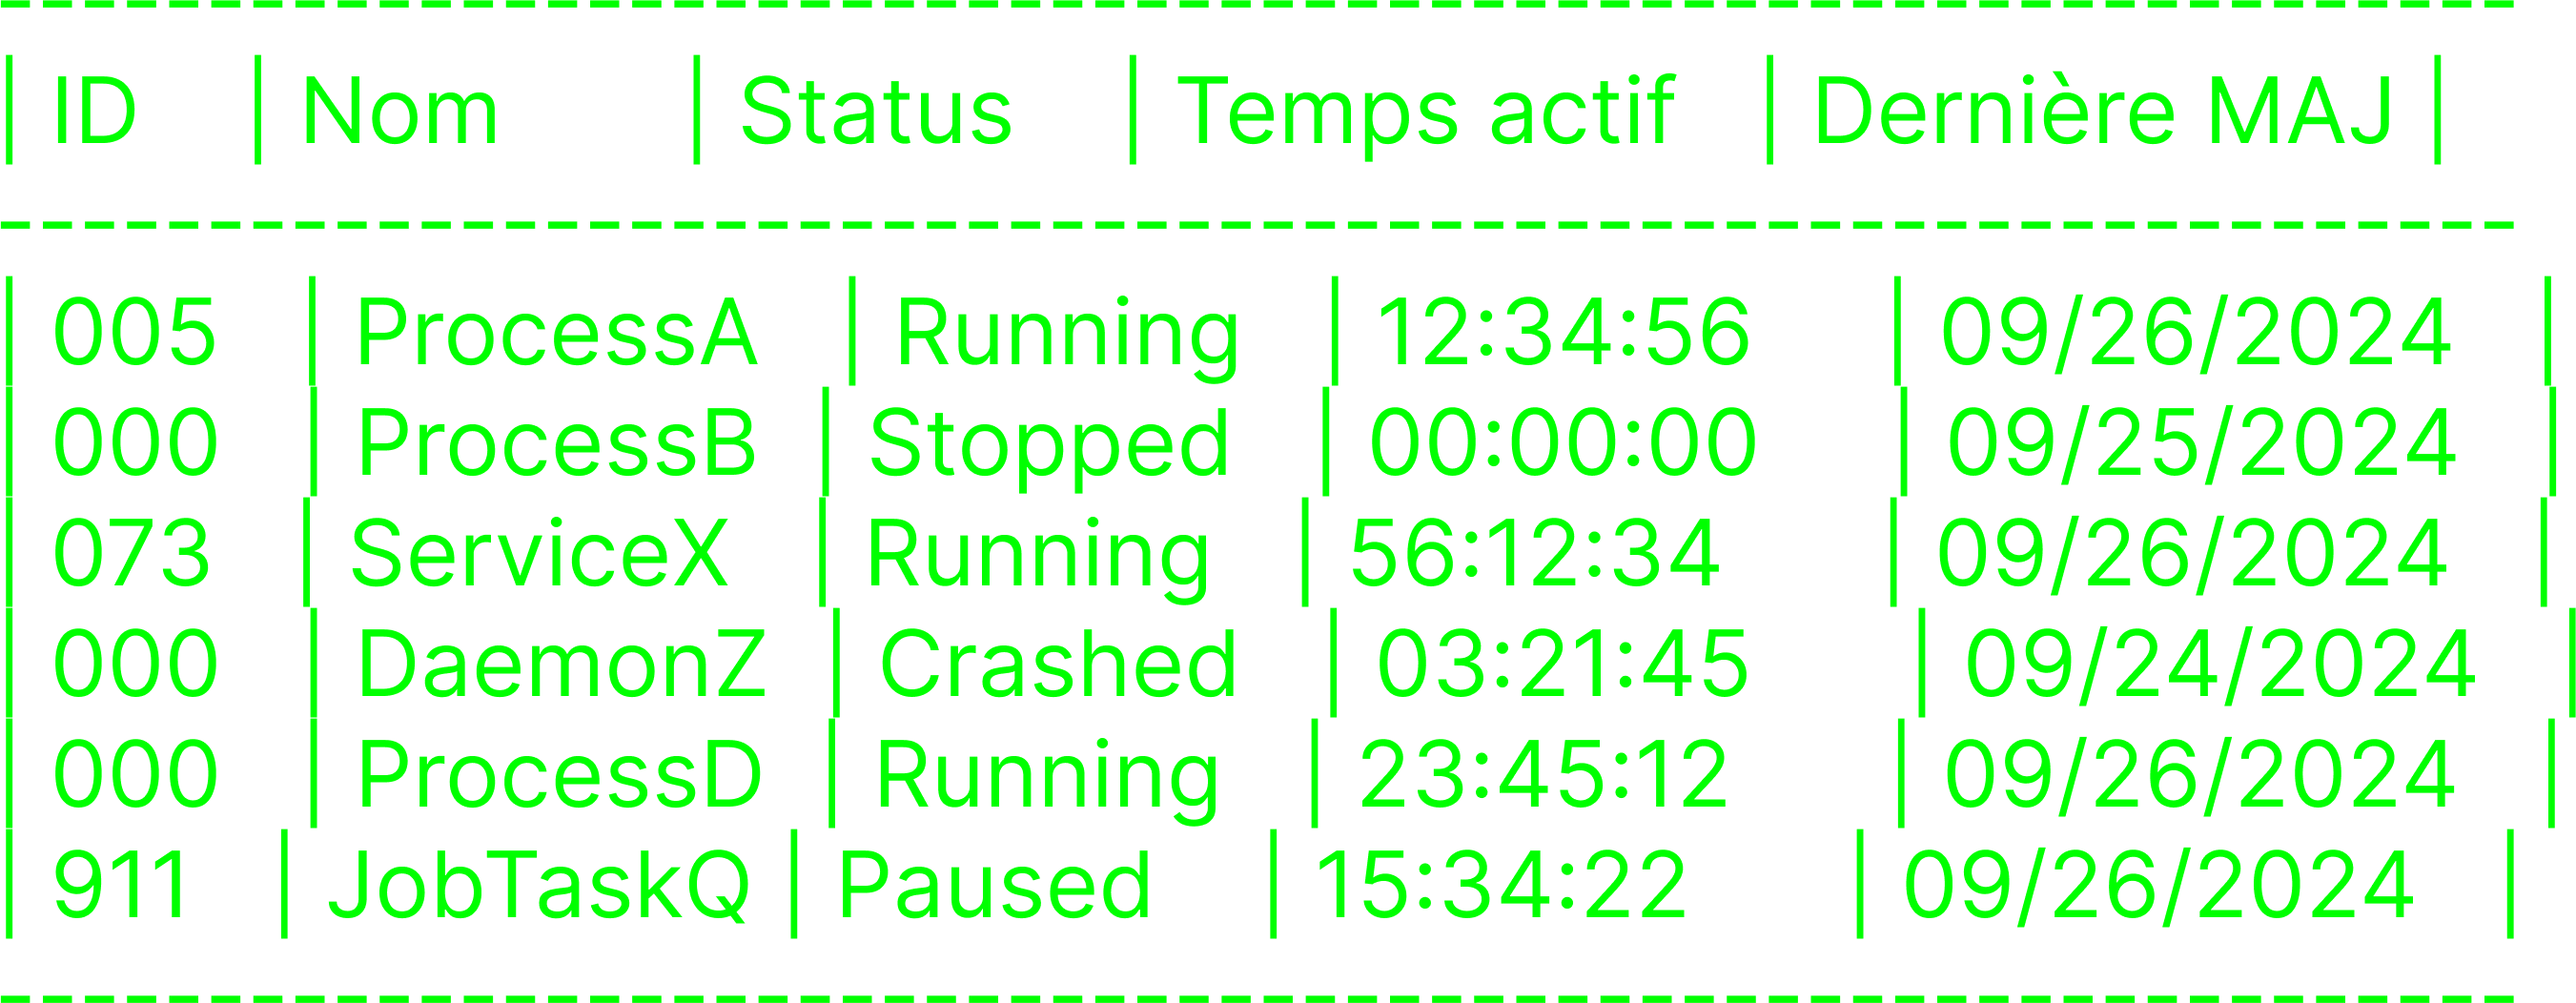 ------------------------------------------------------------
| ID | Nom | Status | Temps actif | Dernière MAJ |
------------------------------------------------------------
| 005 | ProcessA | Running | 12:34:56 | 09/26/2024 |
| 000 | ProcessB | Stopped | 00:00:00 | 09/25/2024 |
| 073 | ServiceX | Running | 56:12:34 | 09/26/2024 |
| 000 | DaemonZ | Crashed | 03:21:45 | 09/24/2024 |
| 000 | ProcessD | Running | 23:45:12 | 09/26/2024 |
| 911 | JobTaskQ | Paused | 15:34:22 | 09/26/2024 |
------------------------------------------------------------